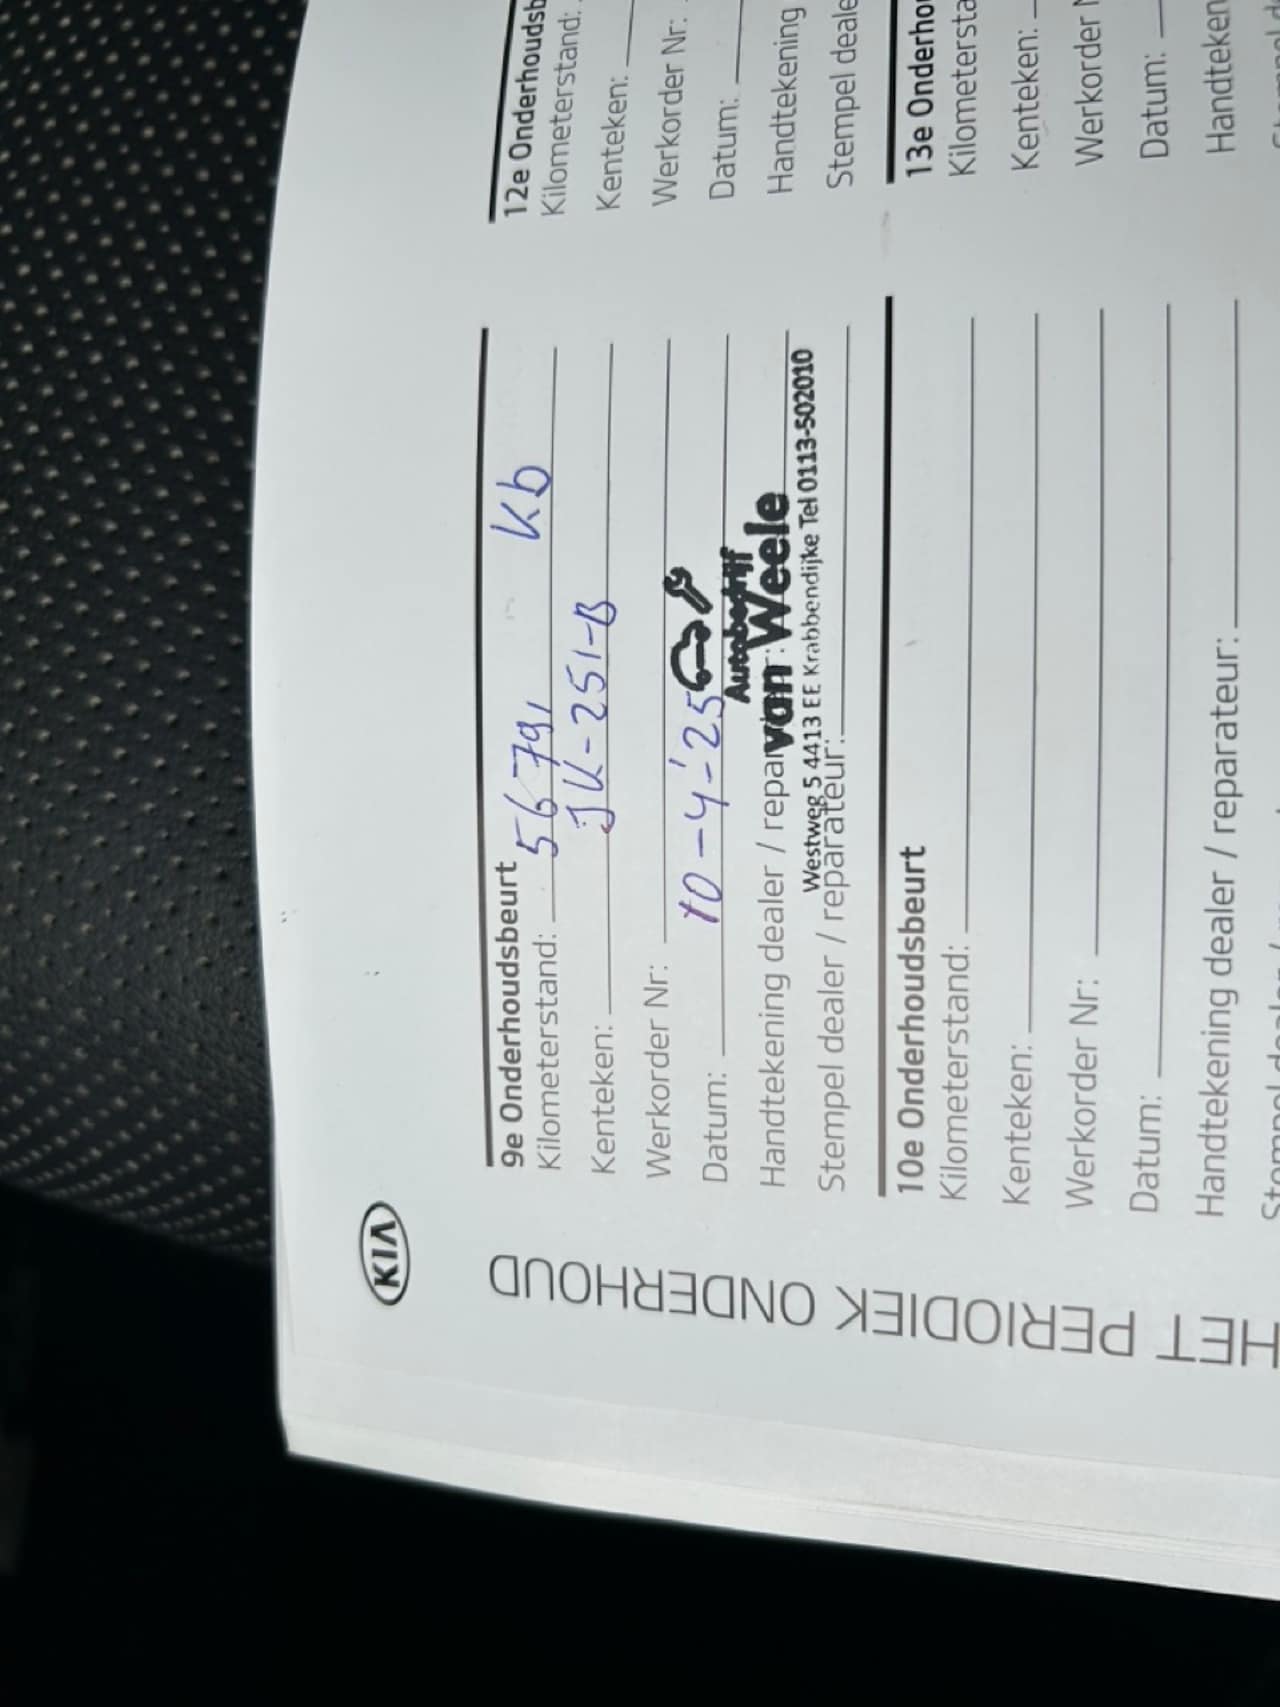 KIA
HET PERIODIEK ONDERHOUD
9e Onderhoudsbeurt
Kilometerstand: 56791 Kb
Kenteken: JK-251-B
Werkorder Nr:
Datum: 10-4-'25
Handtekening dealer / repar
Autobedrijf
van Weele
Westweg 5 4413 EE Krabbendijke Tel 0113-502010
Stempel dealer / reparateur:
10e Onderhoudsbeurt
Kilometerstand:
Kenteken:
Werkorder Nr:
Datum:
Handtekening dealer / reparateur:
12e Onderhoudsb
Kilometerstand:
Kenteken:
Werkorder Nr:
Datum:
Handtekening
Stempel deale
13e Onderho
Kilometersta
Kenteken:
Werkorder
Datum:
Handteken